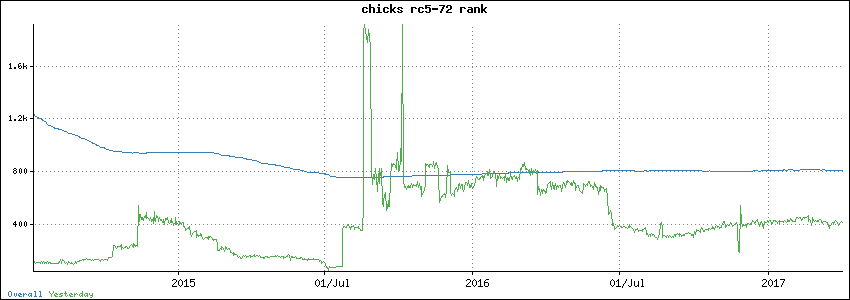 chicks rc5-72 rank
1.6k
1.2k
800
400
2015 01/Jul 2016 01/Jul 2017
Overall Yesterday